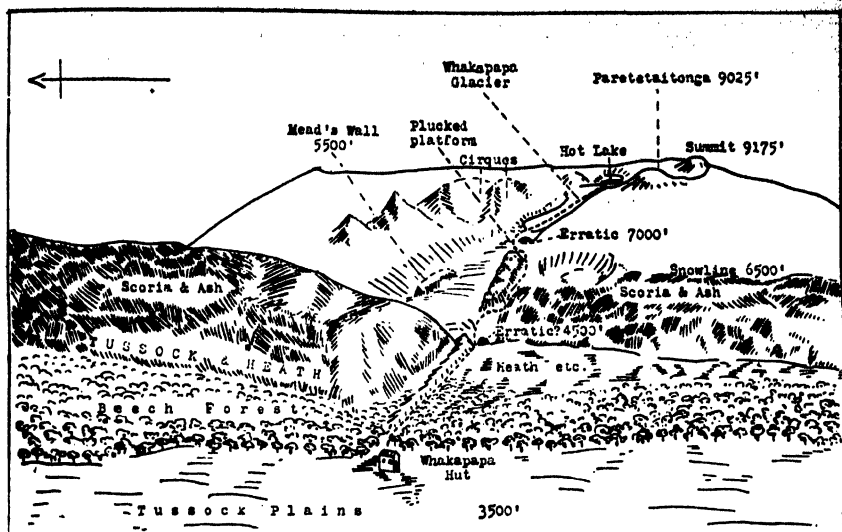 Whakapapa
Glacier
Paretetaitonga 9025'
Mead's Wall
5500'
Plucked
platform
Cirques
Hot Lake
Summit 9175'
Erratic 7000'
Snowline 6500'
Scoria & Ash
Scoria & Ash
Erratic?4500'
USSOCK & HEATH
Heath etc.
Beech Forest
Whakapapa
Hut
Tussock Plains
3500'